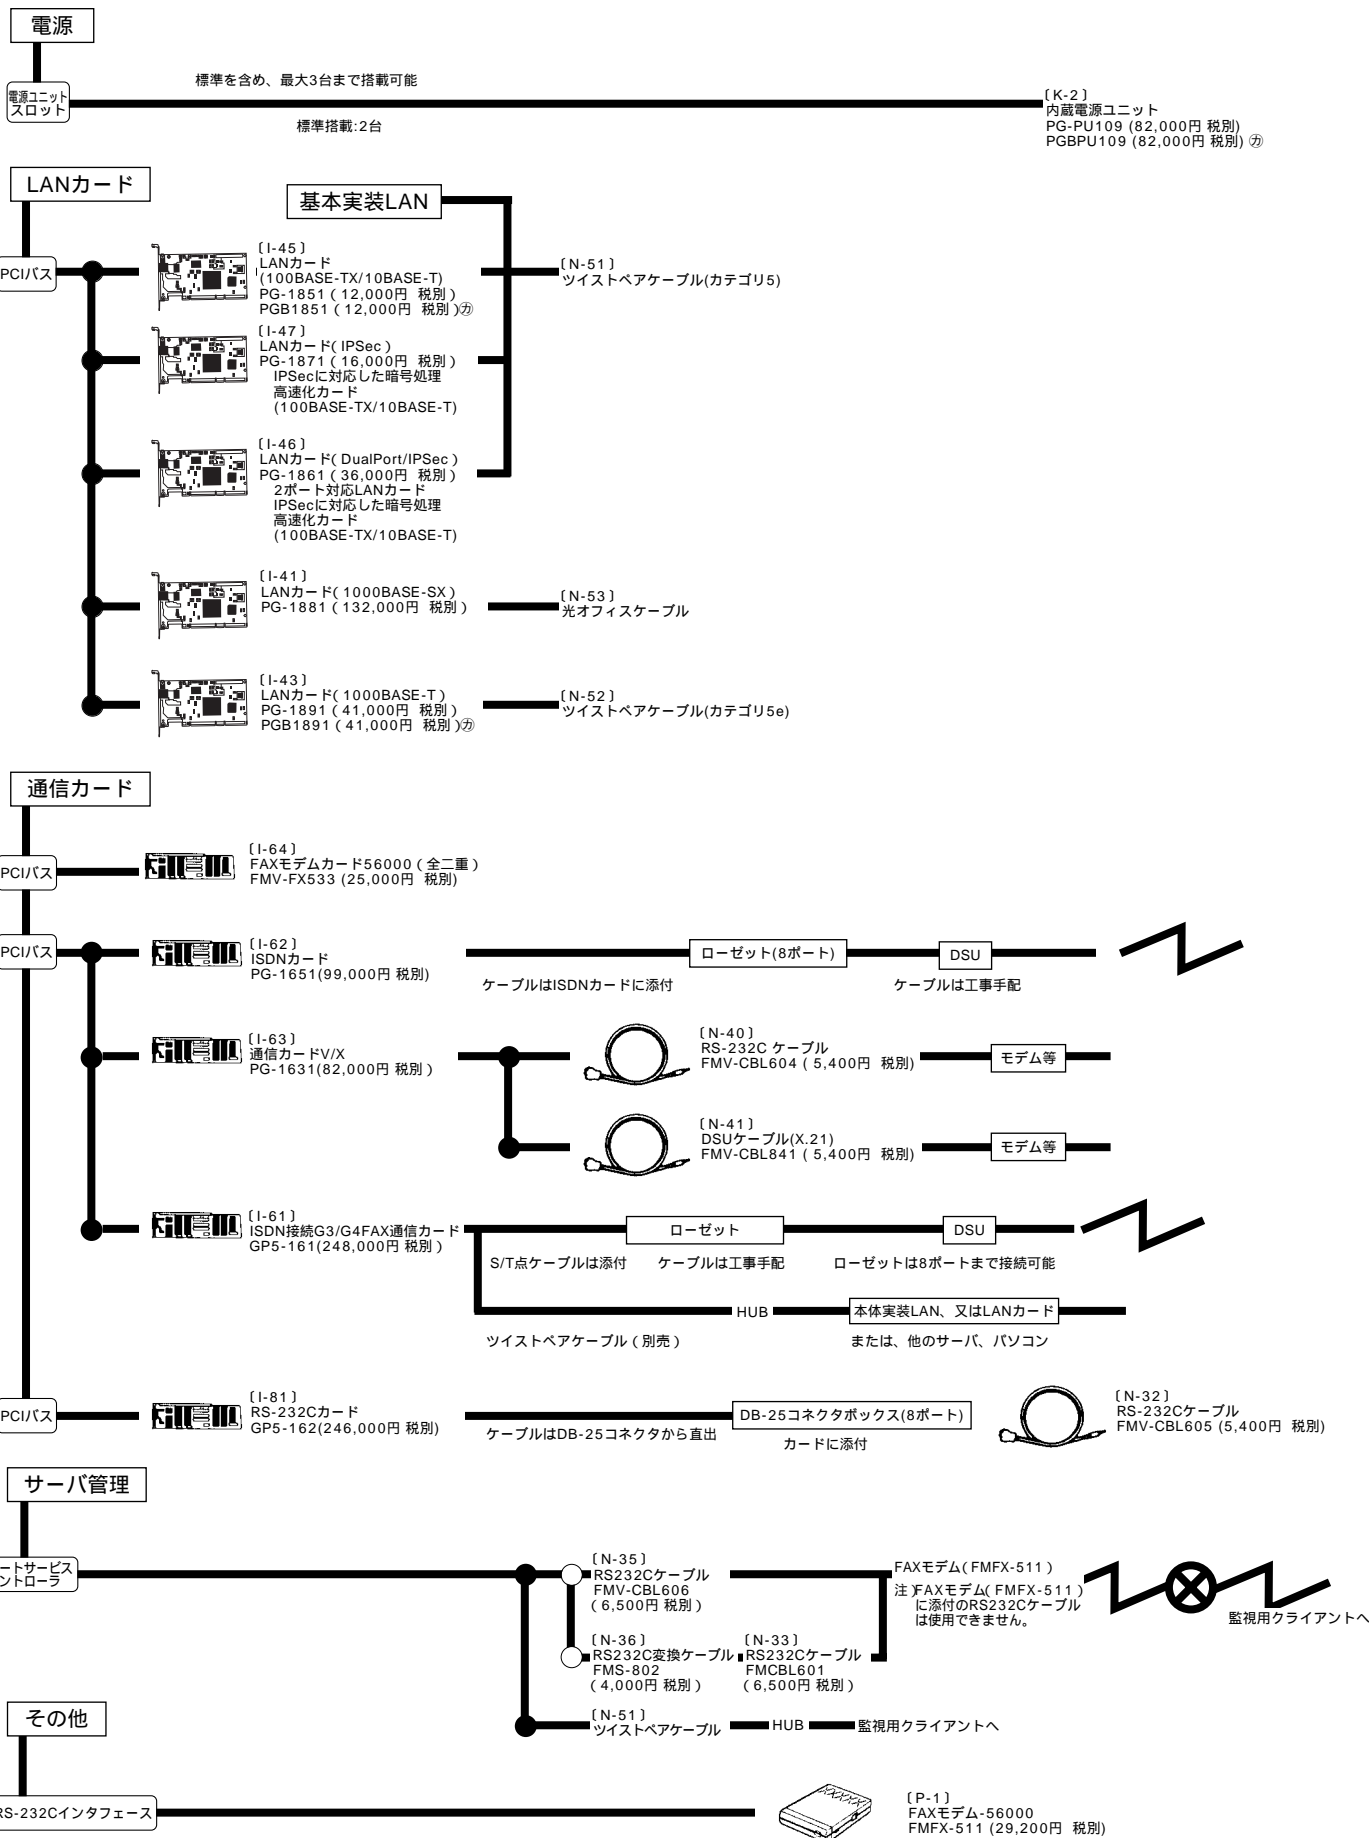 電源
電源ユニット
スロット
標準を含め、最大3台まで搭載可能
標準搭載:2台
〔K-2〕
内蔵電源ユニット
PG-PU109 (82,000円 税別)
PGBPU109 (82,000円 税別) ㋕
LANカード
基本実装LAN
PCIバス
〔I-45〕
LANカード
(100BASE-TX/10BASE-T)
PG-1851（12,000円 税別）
PGB1851（12,000円 税別）㋕
〔N-51〕
ツイストペアケーブル(カテゴリ5)
〔I-47〕
LANカード（IPSec）
PG-1871（16,000円 税別）
IPSecに対応した暗号処理
高速化カード
(100BASE-TX/10BASE-T)
〔I-46〕
LANカード（DualPort/IPSec）
PG-1861（36,000円 税別）
2ポート対応LANカード
IPSecに対応した暗号処理
高速化カード
(100BASE-TX/10BASE-T)
〔I-41〕
LANカード（1000BASE-SX）
PG-1881（132,000円 税別）
〔N-53〕
光オフィスケーブル
〔I-43〕
LANカード（1000BASE-T）
PG-1891（41,000円 税別）
PGB1891（41,000円 税別）㋕
〔N-52〕
ツイストペアケーブル(カテゴリ5e)
通信カード
PCIバス
〔I-64〕
FAXモデムカード56000（全二重）
FMV-FX533 (25,000円 税別)
PCIバス
〔I-62〕
ISDNカード
PG-1651(99,000円 税別)
ケーブルはISDNカードに添付
ローゼット(8ポート)
DSU
ケーブルは工事手配
〔I-63〕
通信カードV/X
PG-1631(82,000円 税別）
〔N-40〕
RS-232C ケーブル
FMV-CBL604（5,400円 税別)
モデム等
〔N-41〕
DSUケーブル(X.21)
FMV-CBL841（5,400円 税別)
モデム等
〔I-61〕
ISDN接続G3/G4FAX通信カード
GP5-161(248,000円 税別）
ローゼット
DSU
S/T点ケーブルは添付
ケーブルは工事手配
ローゼットは8ポートまで接続可能
HUB
本体実装LAN、又はLANカード
ツイストペアケーブル（別売）
または、他のサーバ、パソコン
PCIバス
〔I-81〕
RS-232Cカード
GP5-162(246,000円 税別)
ケーブルはDB-25コネクタから直出
DB-25コネクタボックス(8ポート)
カードに添付
〔N-32〕
RS-232Cケーブル
FMV-CBL605 (5,400円 税別)
サーバ管理
ートサービス
ントローラ
〔N-35〕
RS232Cケーブル
FMV-CBL606
（6,500円 税別）
FAXモデム（FMFX-511）
注）FAXモデム（FMFX-511）
に添付のRS232Cケーブル
は使用できません。
監視用クライアントへ
〔N-36〕
RS232C変換ケーブル
FMS-802
（4,000円 税別）
〔N-33〕
RS232Cケーブル
FMCBL601
（6,500円 税別）
〔N-51〕
ツイストペアケーブル
HUB
監視用クライアントへ
その他
RS-232Cインタフェース
〔P-1〕
FAXモデム-56000
FMFX-511 (29,200円 税別)